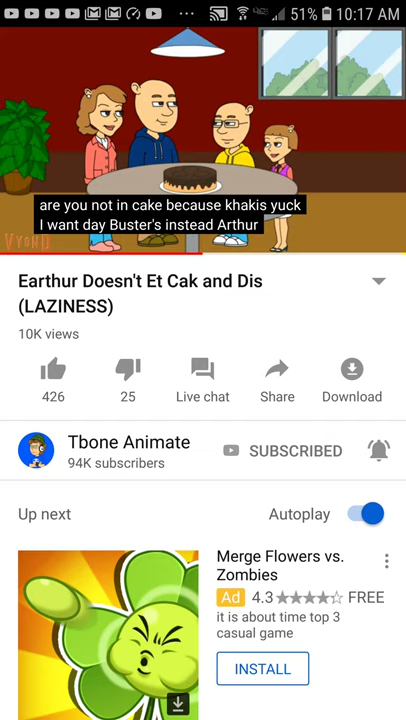 51% 10:17 AM
are you not in cake because khakis yuck
I want day Buster's instead Arthur
VYOND
Earthur Doesn't Et Cak and Dis
(LAZINESS)
10K views
426
25
Live chat
Share
Download
Tbone Animate
94K subscribers
SUBSCRIBED
Up next
Autoplay
Merge Flowers vs.
Zombies
Ad 4.3 FREE
it is about time top 3
casual game
INSTALL